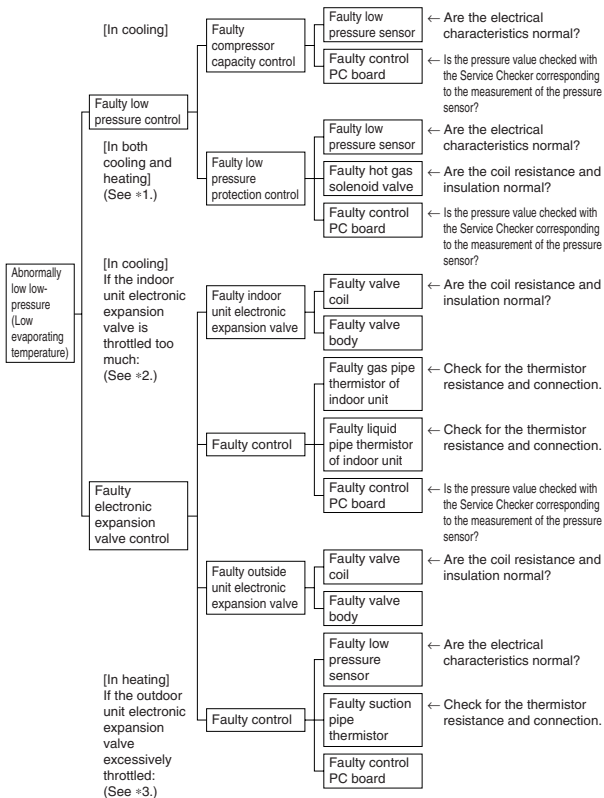 [In cooling]
Faulty
compressor
capacity control
Faulty low
pressure sensor
← Are the electrical
characteristics normal?
Faulty control
PC board
← Is the pressure value checked with
the Service Checker corresponding
to the measurement of the pressure
sensor?
Faulty low
pressure control
[In both
cooling and
heating]
(See *1.)
Faulty low
pressure
protection control
Faulty low
pressure sensor
← Are the electrical
characteristics normal?
Faulty hot gas
solenoid valve
← Are the coil resistance and
insulation normal?
Faulty control
PC board
← Is the pressure value checked with
the Service Checker corresponding
to the measurement of the pressure
sensor?
Abnormally
low low-
pressure
(Low
evaporating
temperature)
[In cooling]
If the indoor
unit electronic
expansion
valve is
throttled too
much:
(See *2.)
Faulty indoor
unit electronic
expansion valve
Faulty valve
coil
← Are the coil resistance and
insulation normal?
Faulty valve
body
Faulty control
Faulty gas pipe
thermistor of
indoor unit
← Check for the thermistor
resistance and connection.
Faulty liquid
pipe thermistor
of indoor unit
← Check for the thermistor
resistance and connection.
Faulty control
PC board
← Is the pressure value checked with
the Service Checker corresponding
to the measurement of the pressure
sensor?
Faulty
electronic
expansion
valve control
Faulty outside
unit electronic
expansion valve
Faulty valve
coil
← Are the coil resistance and
insulation normal?
Faulty valve
body
[In heating]
If the outdoor
unit electronic
expansion
valve
excessively
throttled:
(See *3.)
Faulty control
Faulty low
pressure
sensor
← Are the electrical
characteristics normal?
Faulty suction
pipe
thermistor
← Check for the thermistor
resistance and connection.
Faulty control
PC board